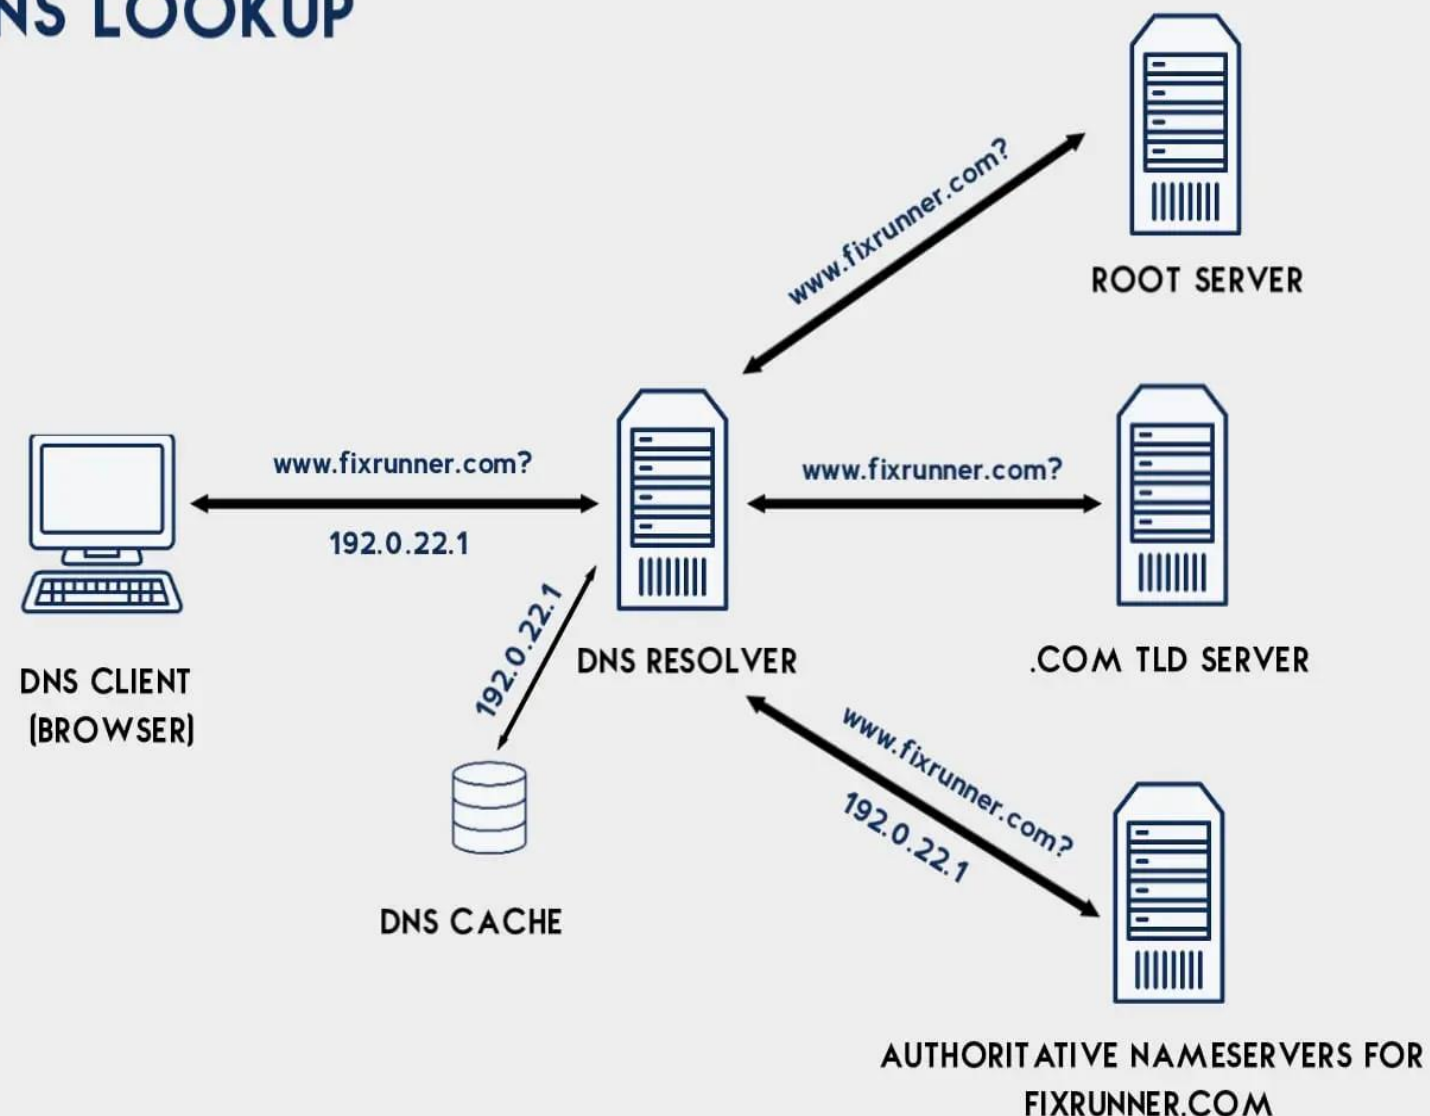 NS LOOKUP
www.fixrunner.com?
ROOT SERVER
www.fixrunner.com?
192.0.22.1
www.fixrunner.com?
192.0.22.1
DNS RESOLVER
.COM TLD SERVER
DNS CLIENT
(BROWSER)
www.fixrunner.com?
192.0.22.1
DNS CACHE
AUTHORITATIVE NAMESERVERS FOR
FIXRUNNER.COM